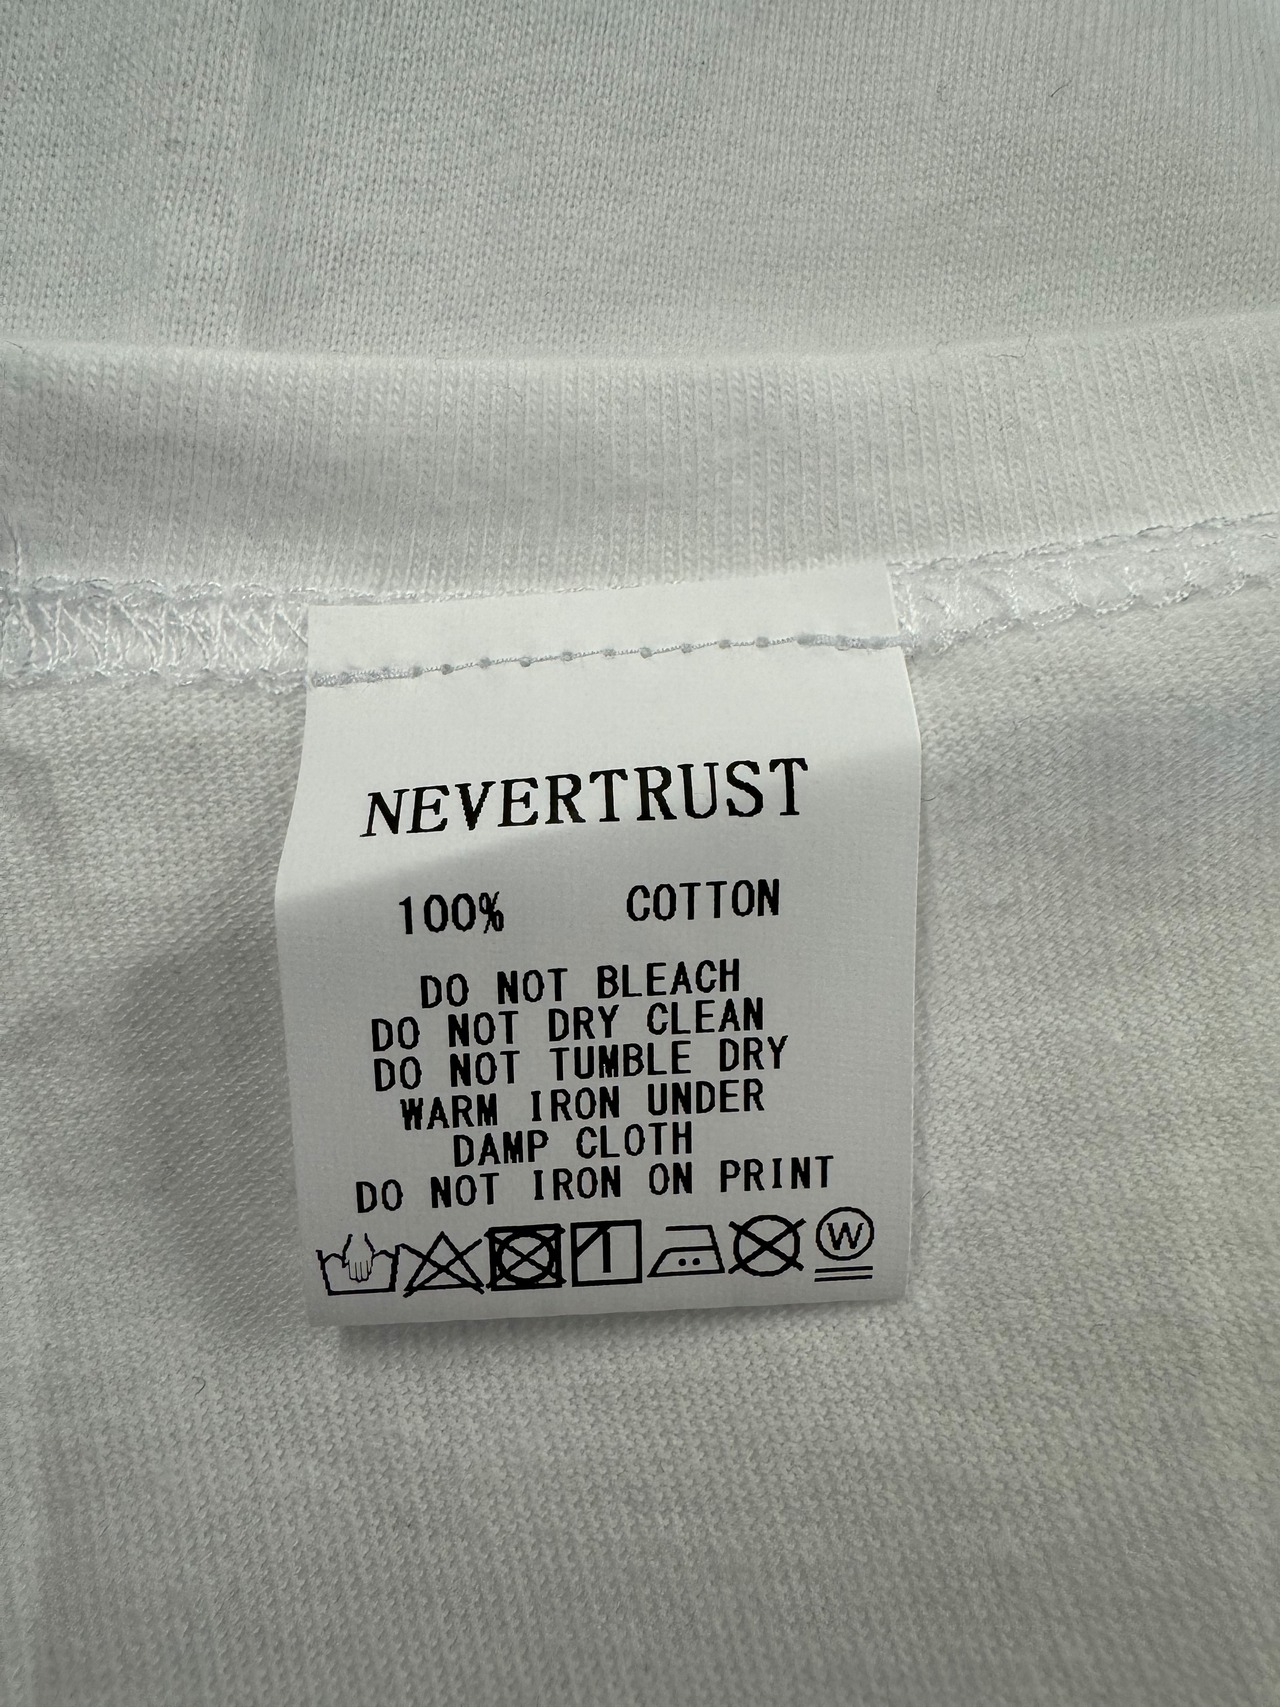 NEVERTRUST
100% COTTON
DO NOT BLEACH
DO NOT DRY CLEAN
DO NOT TUMBLE DRY
WARM IRON UNDER
DAMP CLOTH
DO NOT IRON ON PRINT
W